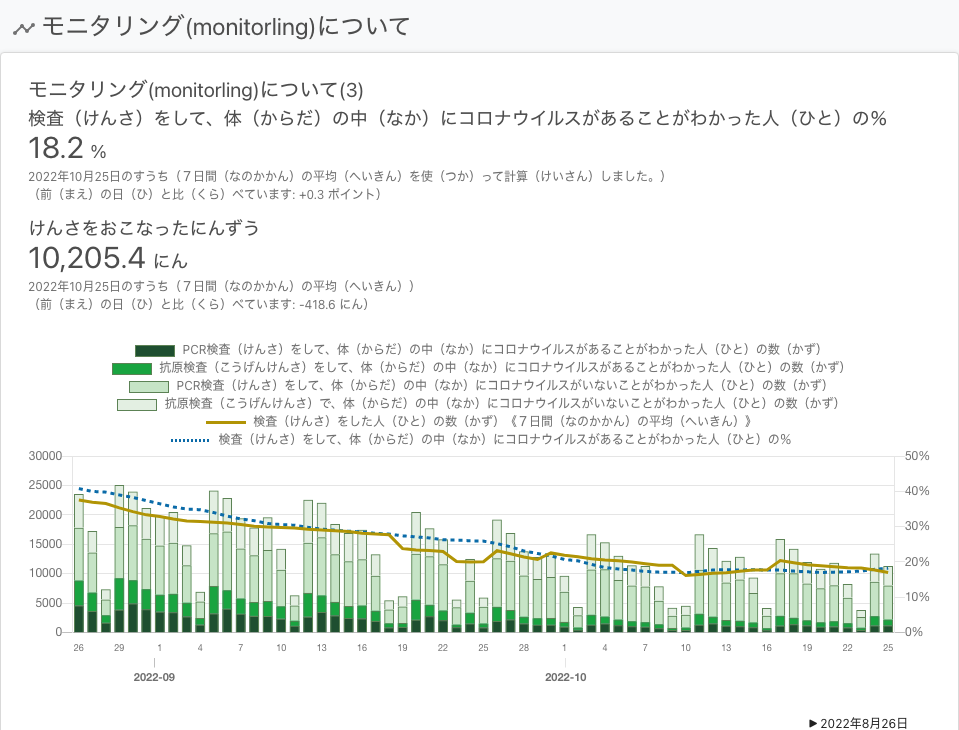 モニタリング(monitorling)について
モニタリング(monitorling)について(3)
検査（けんさ）をして、体（からだ）の中（なか）にコロナウイルスがあることがわかった人（ひと）の%
18.2 %
2022年10月25日のすうち（７日間（なのかかん）の平均（へいきん）を使（つか）って計算（けいさん）しました。）
（前（まえ）の日（ひ）と比（くら）べています: +0.3 ポイント）
けんさをおこなったにんずう
10,205.4 にん
2022年10月25日のすうち（７日間（なのかかん）の平均（へいきん））
（前（まえ）の日（ひ）と比（くら）べています: -418.6 にん）
PCR検査（けんさ）をして、体（からだ）の中（なか）にコロナウイルスがあることがわかった人（ひと）の数（かず）
抗原検査（こうげんけんさ）をして、体（からだ）の中（なか）にコロナウイルスがあることがわかった人（ひと）の数（かず）
PCR検査（けんさ）をして、体（からだ）の中（なか）にコロナウイルスがいないことがわかった人（ひと）の数（かず）
抗原検査（こうげんけんさ）で、体（からだ）の中（なか）にコロナウイルスがいないことがわかった人（ひと）の数（かず）
検査（けんさ）をした人（ひと）の数（かず）《７日間（なのかかん）の平均（へいきん）》
検査（けんさ）をして、体（からだ）の中（なか）にコロナウイルスがあることがわかった人（ひと）の%
30000 50%
25000 40%
20000 30%
15000 20%
10000 10%
5000 0%
0
26 29 1 4 7 10 13 16 19 22 25 28 1 4 7 10 13 16 19 22 25
2022-09 2022-10
▶ 2022年8月26日